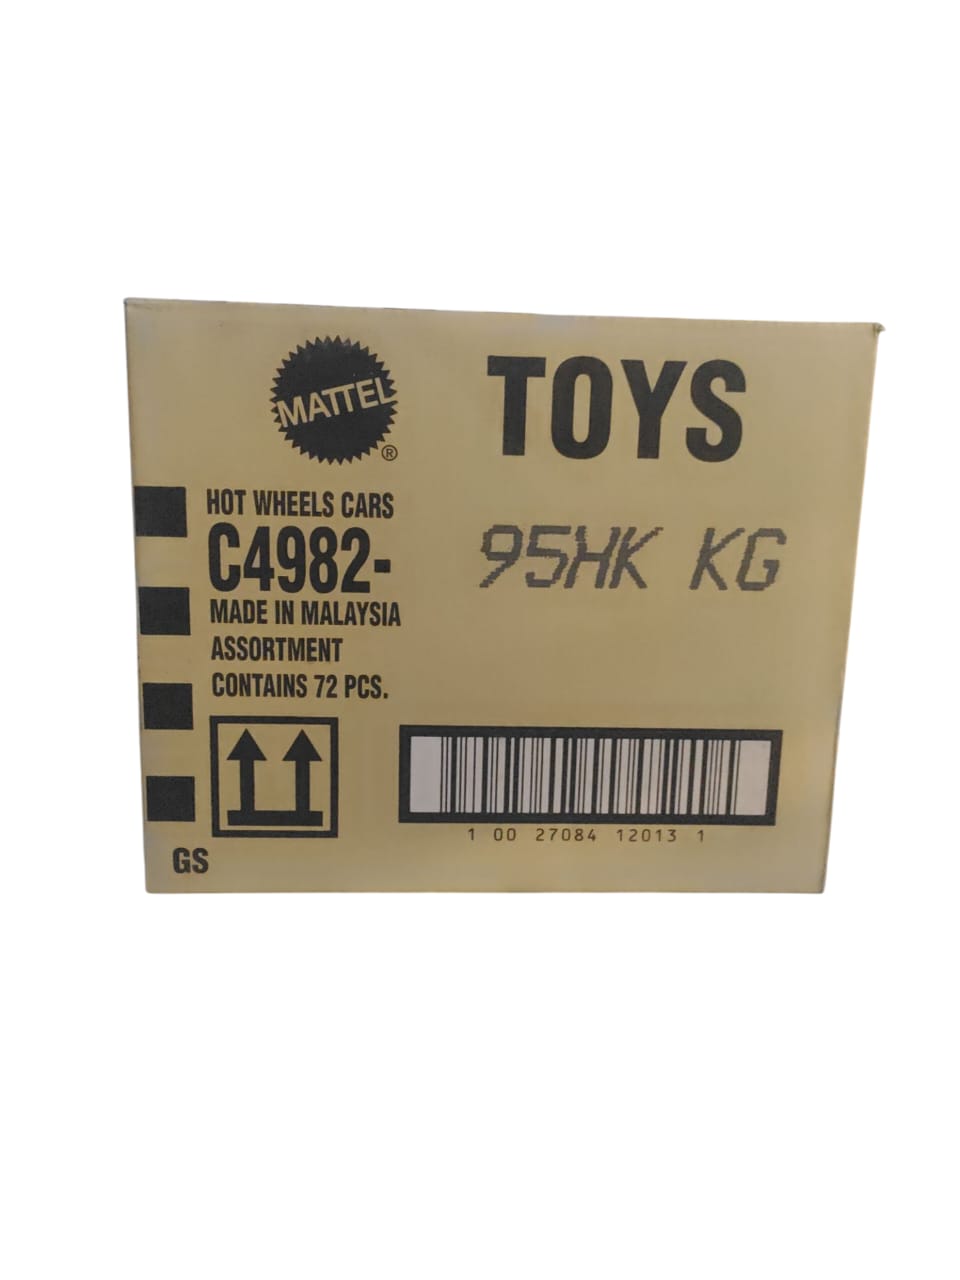 MATTEL
®
TOYS
HOT WHEELS CARS
C4982-
MADE IN MALAYSIA
ASSORTMENT
CONTAINS 72 PCS.
95HK KG
1 00 27084 12013 1
GS